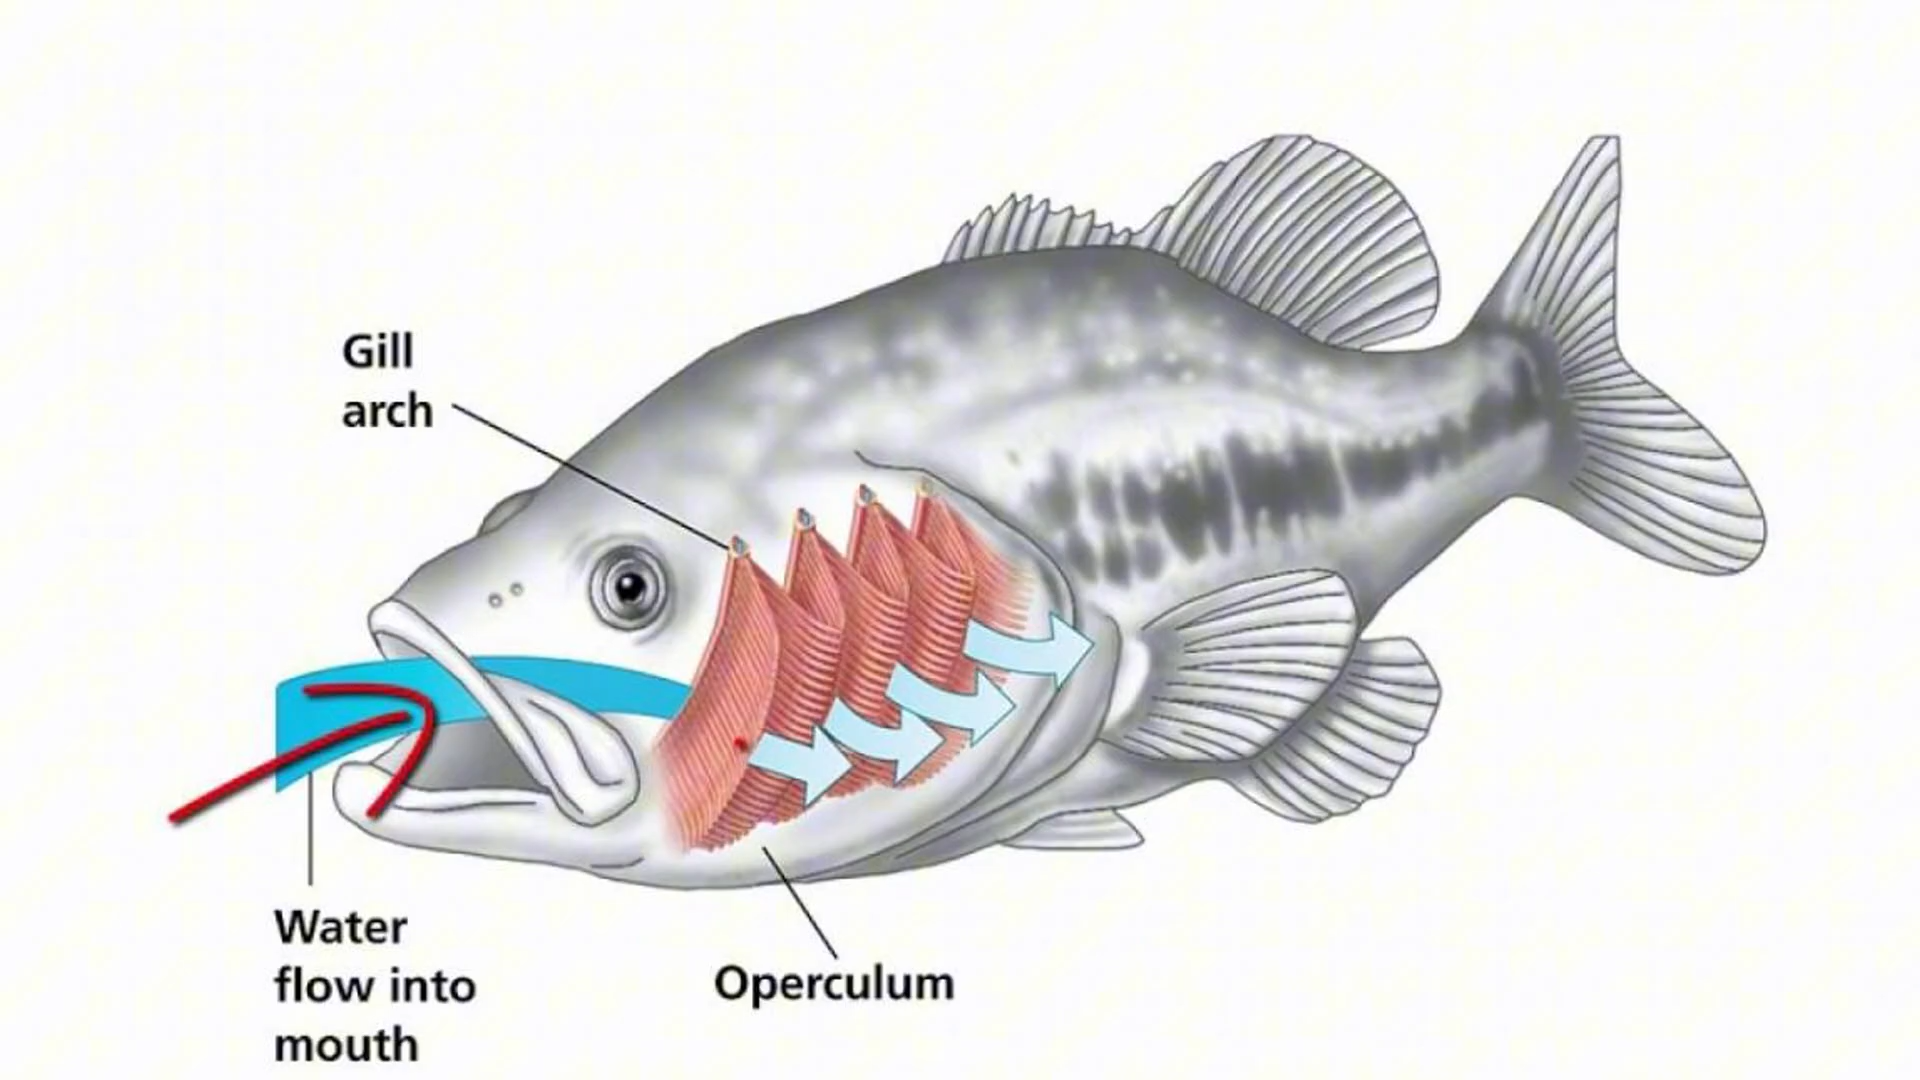 Gill
arch
Water
flow into
mouth
Operculum